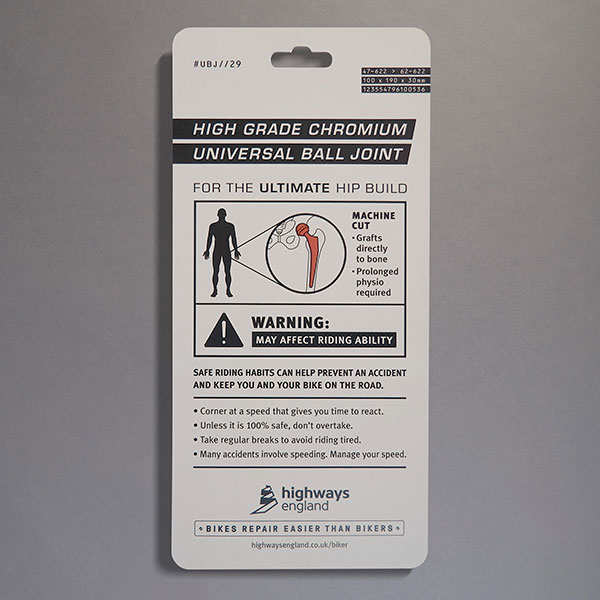 #UBJ//29
47-622 > 62-622
100 x 190 x 30mm
123554796100536
HIGH GRADE CHROMIUM
UNIVERSAL BALL JOINT
FOR THE ULTIMATE HIP BUILD
MACHINE
CUT
• Grafts
directly
to bone
• Prolonged
physio
required
WARNING:
MAY AFFECT RIDING ABILITY
SAFE RIDING HABITS CAN HELP PREVENT AN ACCIDENT
AND KEEP YOU AND YOUR BIKE ON THE ROAD.
• Corner at a speed that gives you time to react.
• Unless it is 100% safe, don't overtake.
• Take regular breaks to avoid riding tired.
• Many accidents involve speeding. Manage your speed.
highways
england
• BIKES REPAIR EASIER THAN BIKERS •
highwaysengland.co.uk/biker